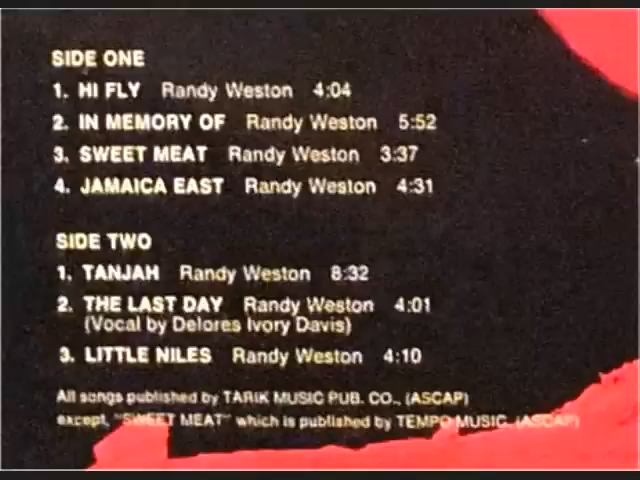 SIDE ONE
1. HI FLY Randy Weston 4:04
2. IN MEMORY OF Randy Weston 5:52
3. SWEET MEAT Randy Weston 3:37
4. JAMAICA EAST Randy Weston 4:31
SIDE TWO
1. TANJAH Randy Weston 8:32
2. THE LAST DAY Randy Weston 4:01
(Vocal by Delores Ivory Davis)
3. LITTLE NILES Randy Weston 4:10
All songs published by TARIK MUSIC PUB. CO., (ASCAP)
except, "SWEET MEAT" which is published by TEMPO MUSIC, (ASCAP)